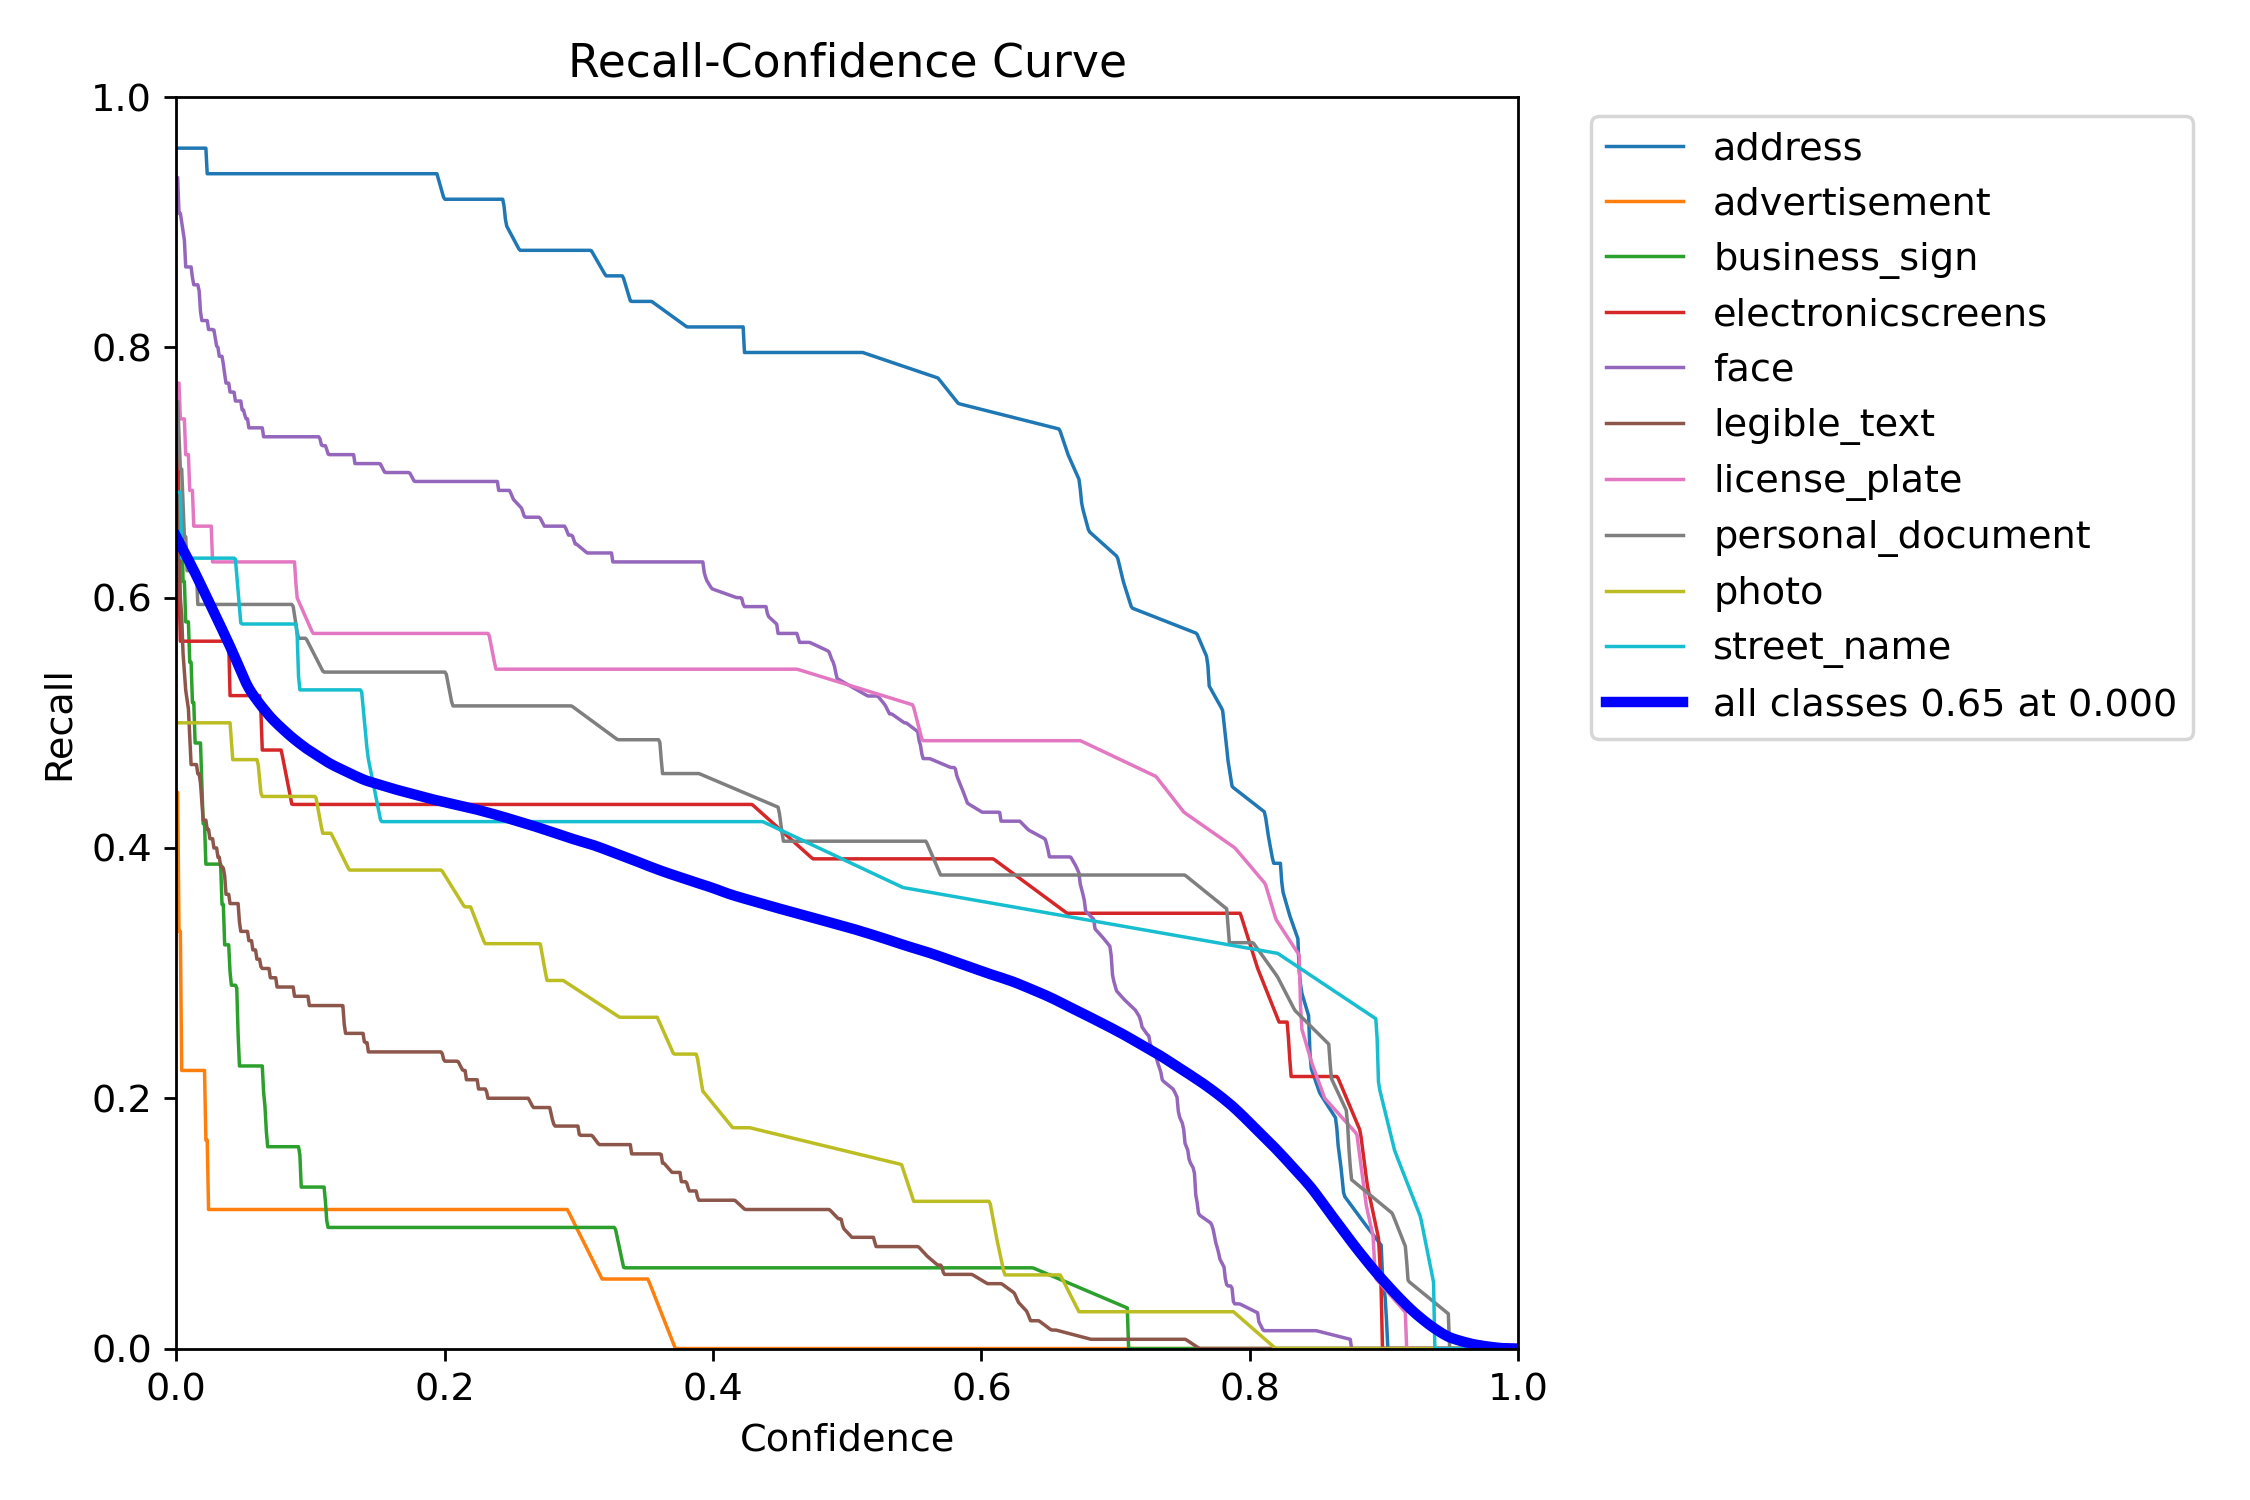 Recall-Confidence Curve
Recall
1.0
0.8
0.6
0.4
0.2
0.0
0.0 0.2 0.4 0.6 0.8 1.0
Confidence
address
advertisement
business_sign
electronicscreens
face
legible_text
license_plate
personal_document
photo
street_name
all classes 0.65 at 0.000